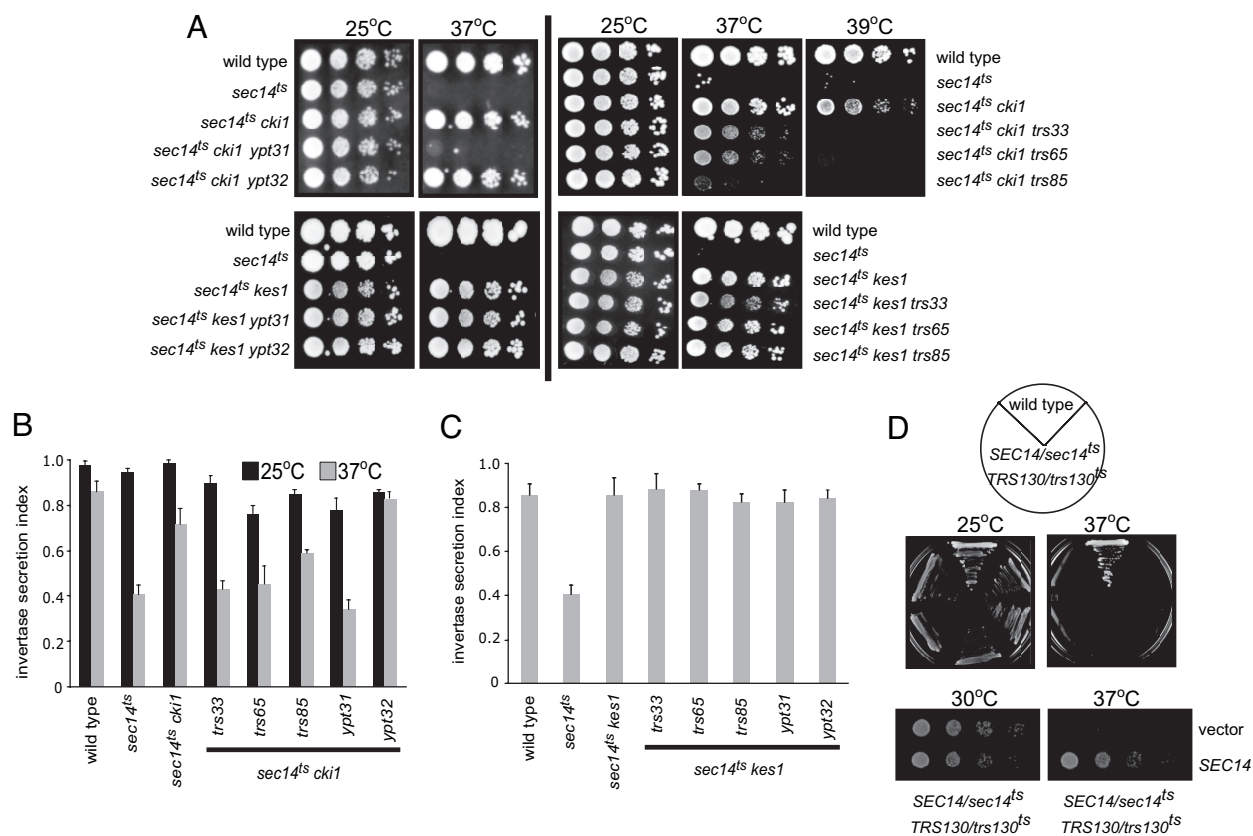 A
25°C
37°C
wild type
sec14ts
sec14ts cki1
sec14ts cki1 ypt31
sec14ts cki1 ypt32
25°C
37°C
39°C
wild type
sec14ts
sec14ts cki1
sec14ts cki1 trs33
sec14ts cki1 trs65
sec14ts cki1 trs85
wild type
sec14ts
sec14ts kes1
sec14ts kes1 ypt31
sec14ts kes1 ypt32
wild type
sec14ts
sec14ts kes1
sec14ts kes1 trs33
sec14ts kes1 trs65
sec14ts kes1 trs85
B
invertase secretion index
1.0
0.8
0.6
0.4
0.2
0
25°C
37°C
wild type
sec14ts
sec14ts cki1
trs33
trs65
trs85
ypt31
ypt32
sec14ts cki1
C
invertase secretion index
1.0
0.8
0.6
0.4
0.2
0
wild type
sec14ts
sec14ts kes1
trs33
trs65
trs85
ypt31
ypt32
sec14ts kes1
D
wild type
SEC14/sec14ts
TRS130/trs130ts
25°C
37°C
30°C
37°C
vector
SEC14
SEC14/sec14ts
TRS130/trs130ts
SEC14/sec14ts
TRS130/trs130ts